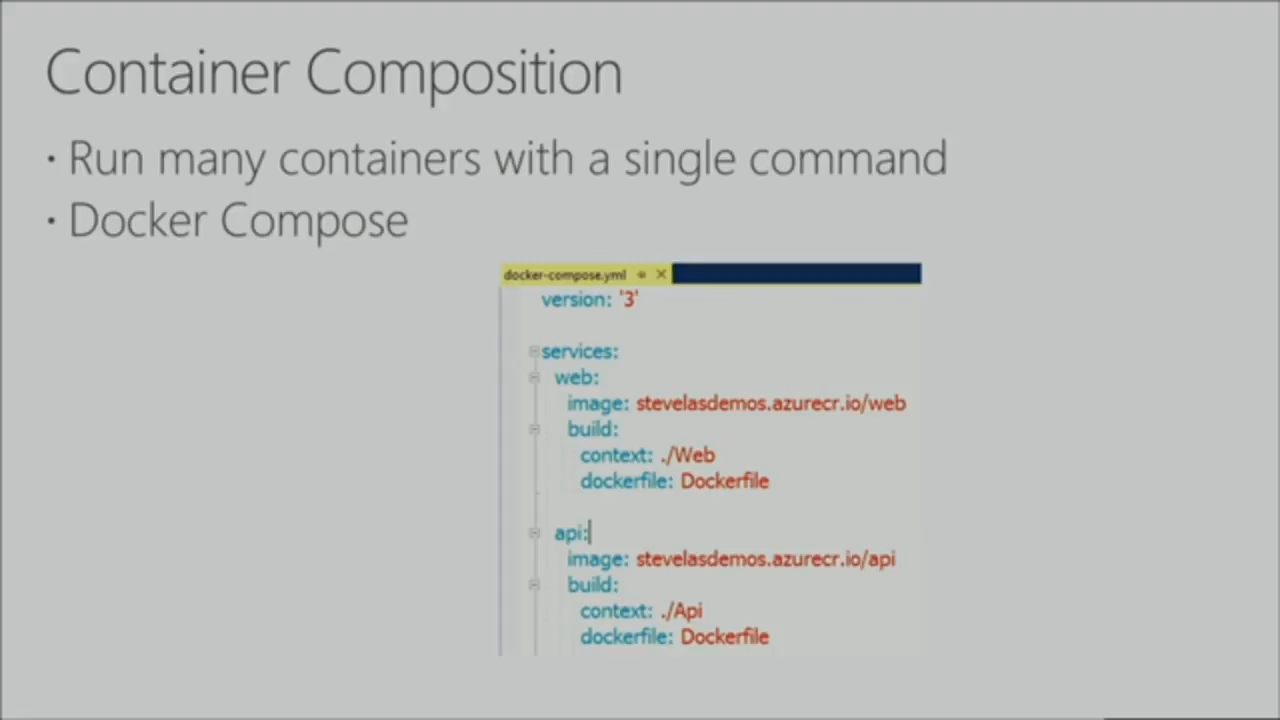 Container Composition
· Run many containers with a single command
· Docker Compose
docker-compose.yml
version: '3'
services:
web:
image: stevelasdemos.azurecr.io/web
build:
context: ./Web
dockerfile: Dockerfile
api:
image: stevelasdemos.azurecr.io/api
build:
context: ./Api
dockerfile: Dockerfile